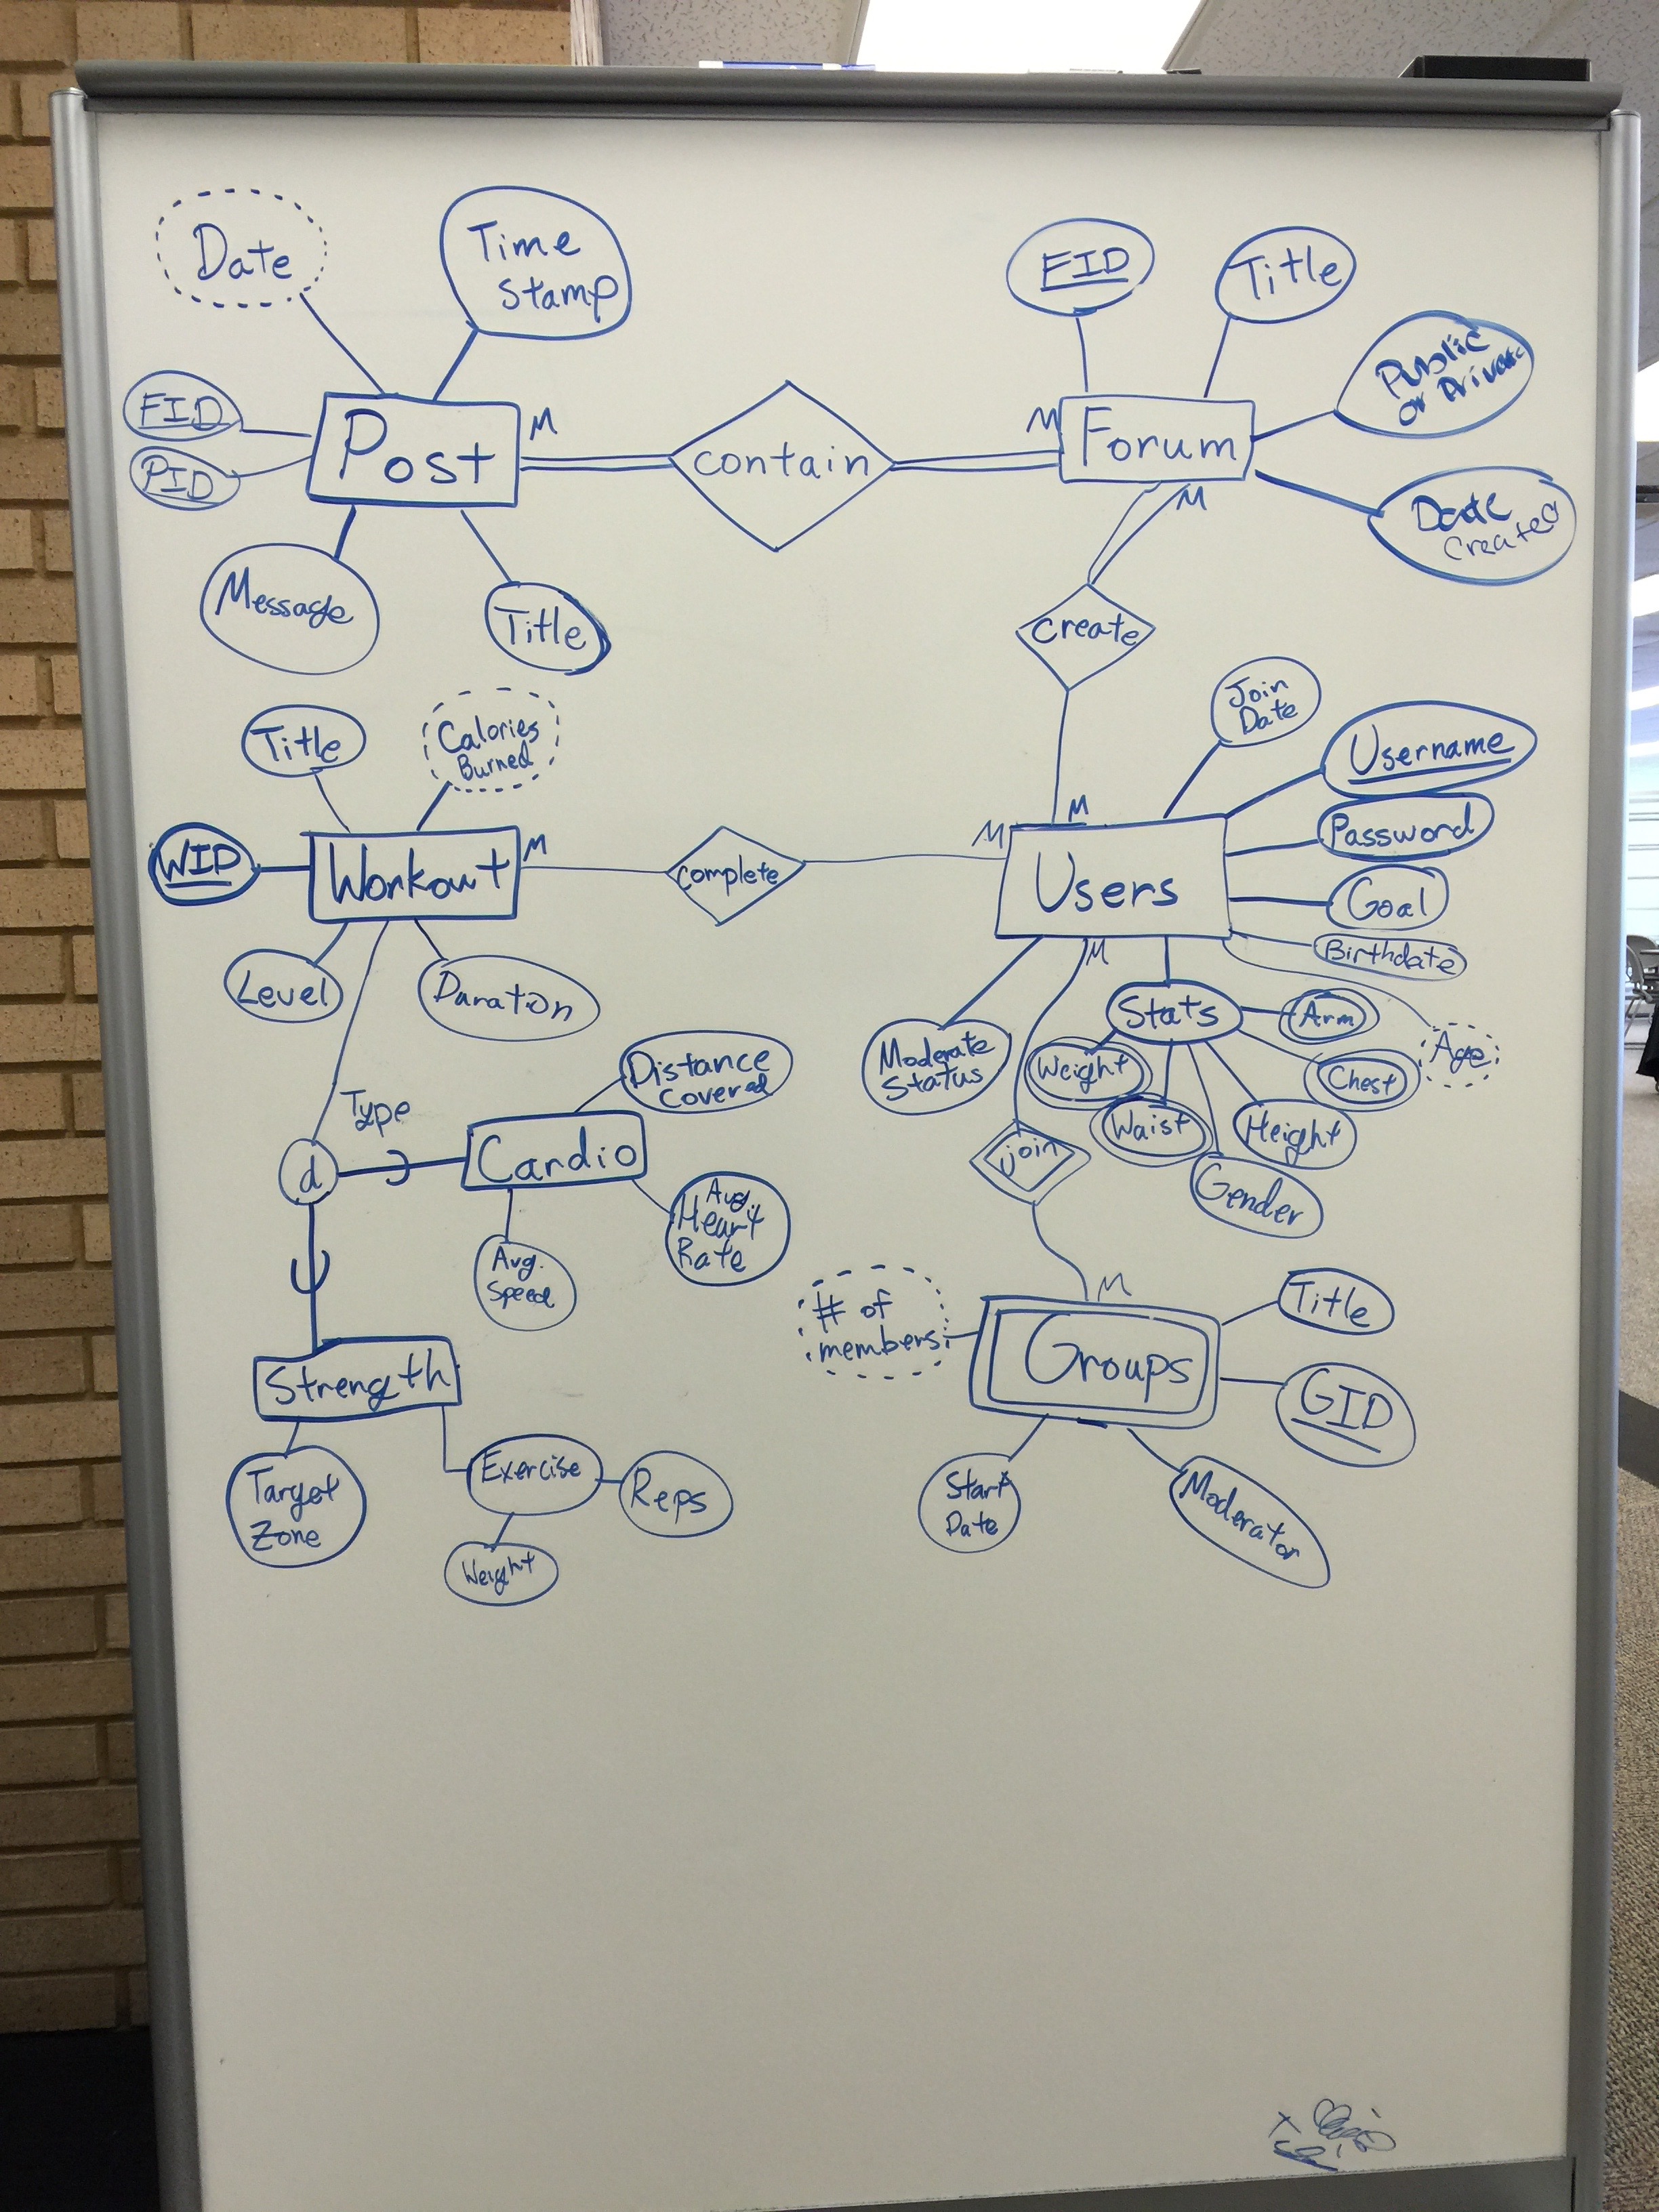 Date
Time
Stamp
FID
Title
Public
or Private
FID
PID
Post
M
contain
M
Forum
M
Date
Created
Message
Title
create
Join
Date
Title
Calories
Burned
Username
Password
M
WID
Workout
M
complete
M
Users
Goal
Birthdate
M
Level
Duration
Stats
Arm
Age
Moderate
Status
Weight
Chest
Waist
Height
Gender
Distance
Covered
Type
d
Cardio
join
Avg.
Heart
Rate
Avg.
Speed
M
# of
members
Groups
Title
GID
Strength
Target
Zone
Exercise
Reps
Weight
Start
Date
Moderator